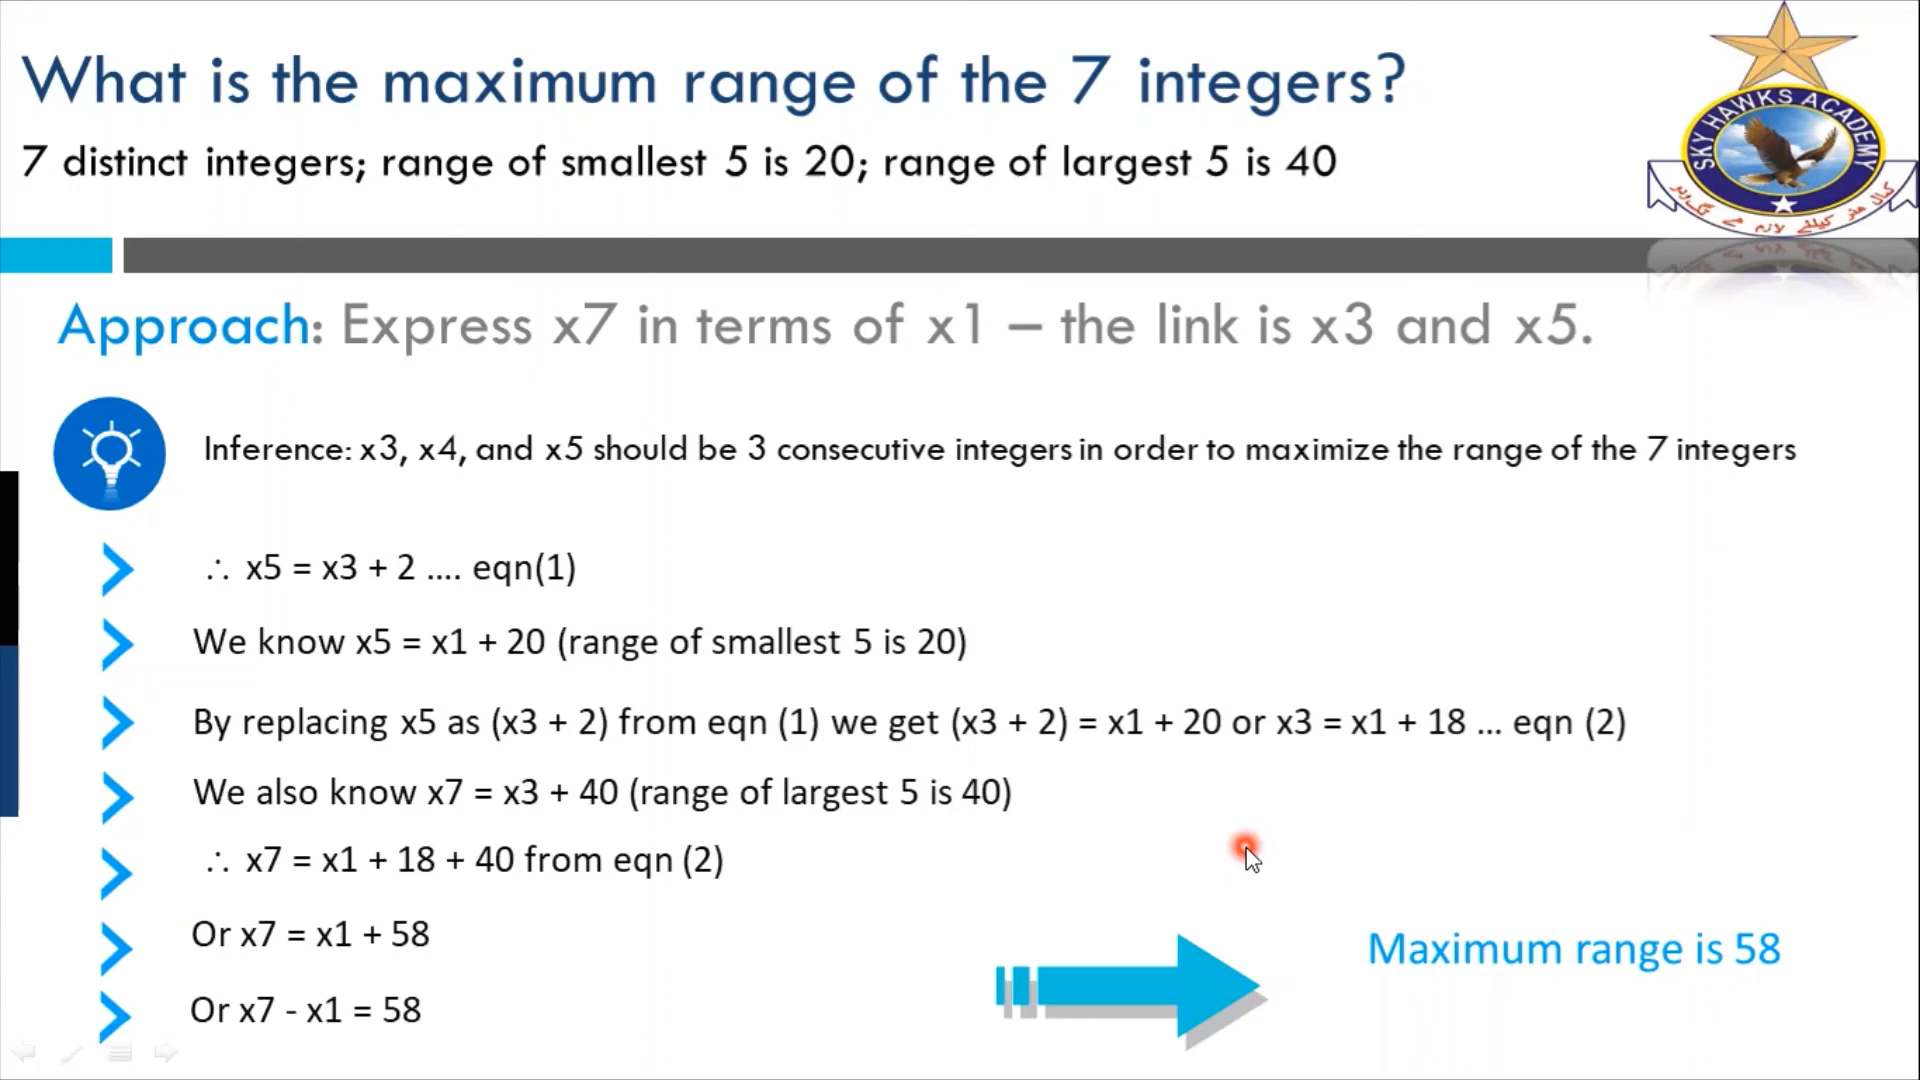 What is the maximum range of the 7 integers?
7 distinct integers; range of smallest 5 is 20; range of largest 5 is 40
SKY HAWKS ACADEMY
Approach: Express x7 in terms of x1 – the link is x3 and x5.
Inference: x3, x4, and x5 should be 3 consecutive integers in order to maximize the range of the 7 integers
∴ x5 = x3 + 2 .... eqn(1)
We know x5 = x1 + 20 (range of smallest 5 is 20)
By replacing x5 as (x3 + 2) from eqn (1) we get (x3 + 2) = x1 + 20 or x3 = x1 + 18 ... eqn (2)
We also know x7 = x3 + 40 (range of largest 5 is 40)
∴ x7 = x1 + 18 + 40 from eqn (2)
Or x7 = x1 + 58
Maximum range is 58
Or x7 - x1 = 58